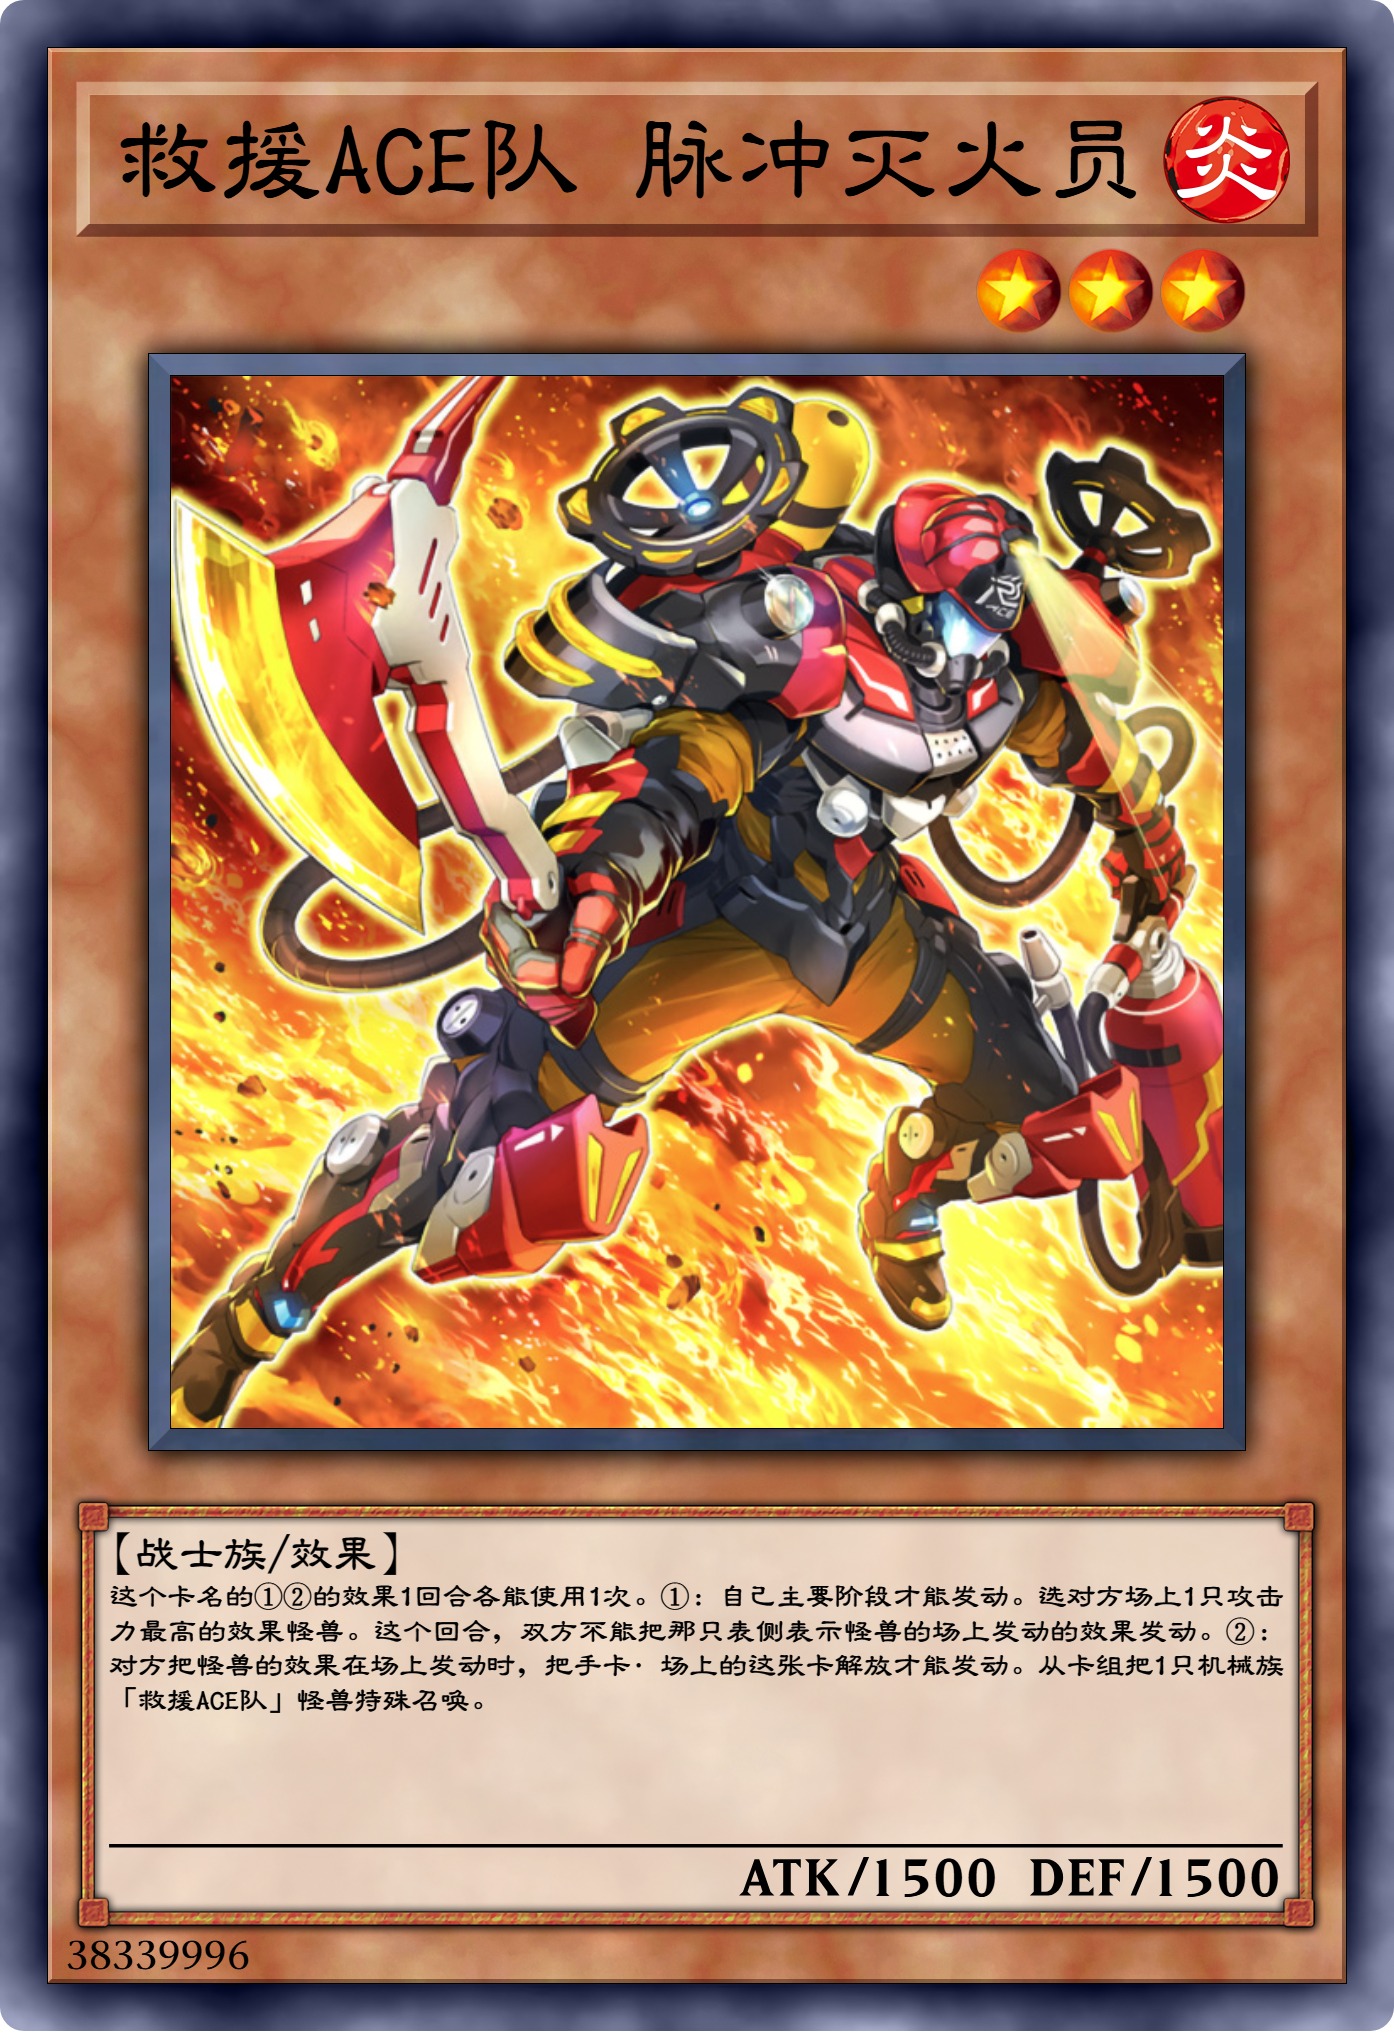 救援ACE队 脉冲灭火员
炎
ACE
【战士族/效果】
这个卡名的①②的效果1回合各能使用1次。①：自己主要阶段才能发动。选对方场上1只攻击
力最高的效果怪兽。这个回合，双方不能把那只表侧表示怪兽的场上发动的效果发动。②：
对方把怪兽的效果在场上发动时，把手卡·场上的这张卡解放才能发动。从卡组把1只机械族
「救援ACE队」怪兽特殊召唤。
ATK/1500 DEF/1500
38339996